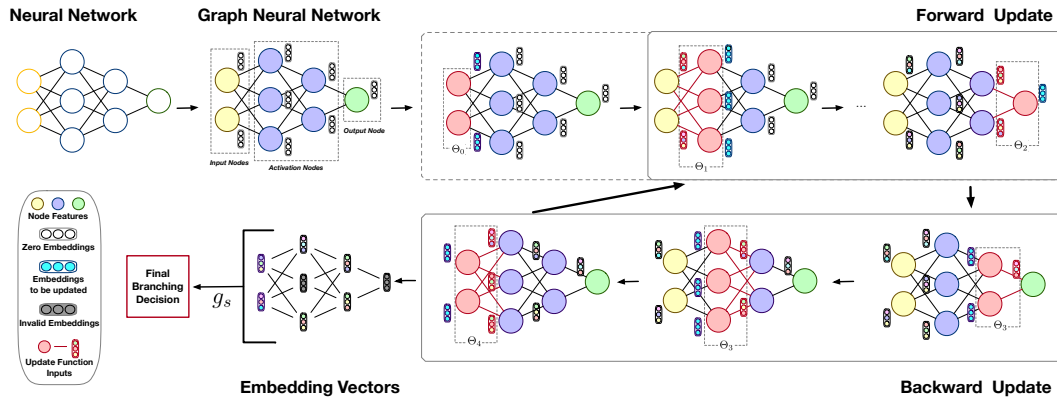 Neural Network
Graph Neural Network
Forward Update
Input Nodes
Activation Nodes
Output Node
Θ0
Θ1
...
Θ2
Node Features
Zero Embeddings
Embeddings
to be updated
Invalid Embeddings
Update Function
Inputs
Final
Branching
Decision
gs
Θ4
Θ3
Θ3
Embedding Vectors
Backward Update